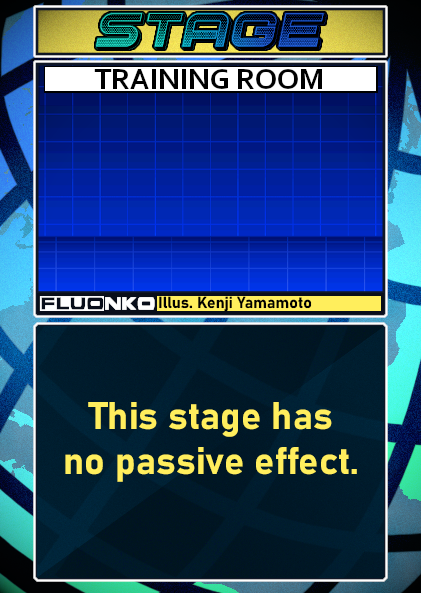 STAGE
TRAINING ROOM
FLUONKO Illus. Kenji Yamamoto
This stage has
no passive effect.